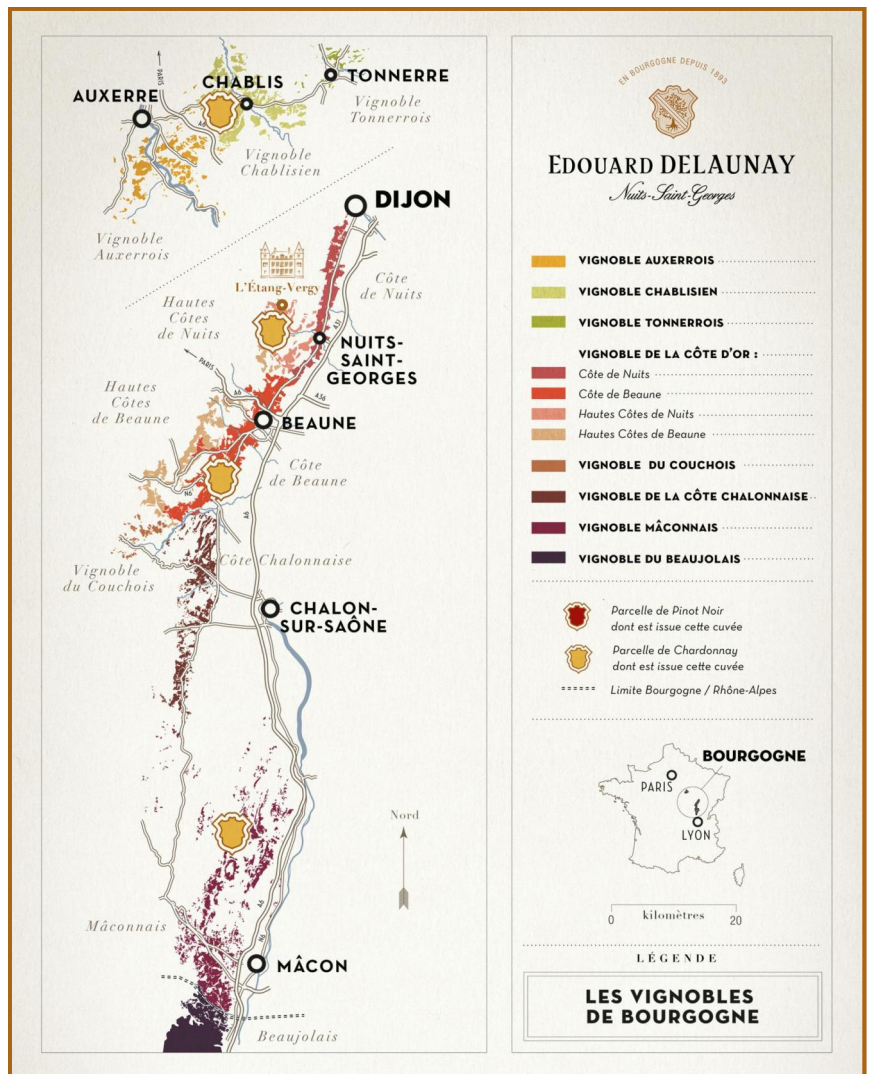 PARIS
TONNERRE
CHABLIS
AUXERRE
A6
Vignoble
Tonnerrois
Vignoble
Chablisien
DIJON
Vignoble
Auxerrois
L'Étang-Vergy
Côte
de Nuits
Hautes
Côtes
de Nuits
A31
NUITS-
SAINT-
GEORGES
PARIS
Hautes
Côtes
de Beaune
A6
A36
BEAUNE
Côte
de Beaune
N6
A6
Côte Chalonnaise
Vignoble
du Couchois
CHALON-
SUR-SAÔNE
Nord
A6
Mâconnais
N6
MÂCON
Beaujolais
EN BOURGOGNE DEPUIS 1893
EDOUARD DELAUNAY
Nuits-Saint-Georges
VIGNOBLE AUXERROIS
VIGNOBLE CHABLISIEN
VIGNOBLE TONNERROIS
VIGNOBLE DE LA CÔTE D'OR :
Côte de Nuits
Côte de Beaune
Hautes Côtes de Nuits
Hautes Côtes de Beaune
VIGNOBLE DU COUCHOIS
VIGNOBLE DE LA CÔTE CHALONNAISE
VIGNOBLE MÂCONNAIS
VIGNOBLE DU BEAUJOLAIS
Parcelle de Pinot Noir
dont est issue cette cuvée
Parcelle de Chardonnay
dont est issue cette cuvée
Limite Bourgogne / Rhône-Alpes
BOURGOGNE
PARIS
LYON
0 kilomètres 20
LÉGENDE
LES VIGNOBLES
DE BOURGOGNE